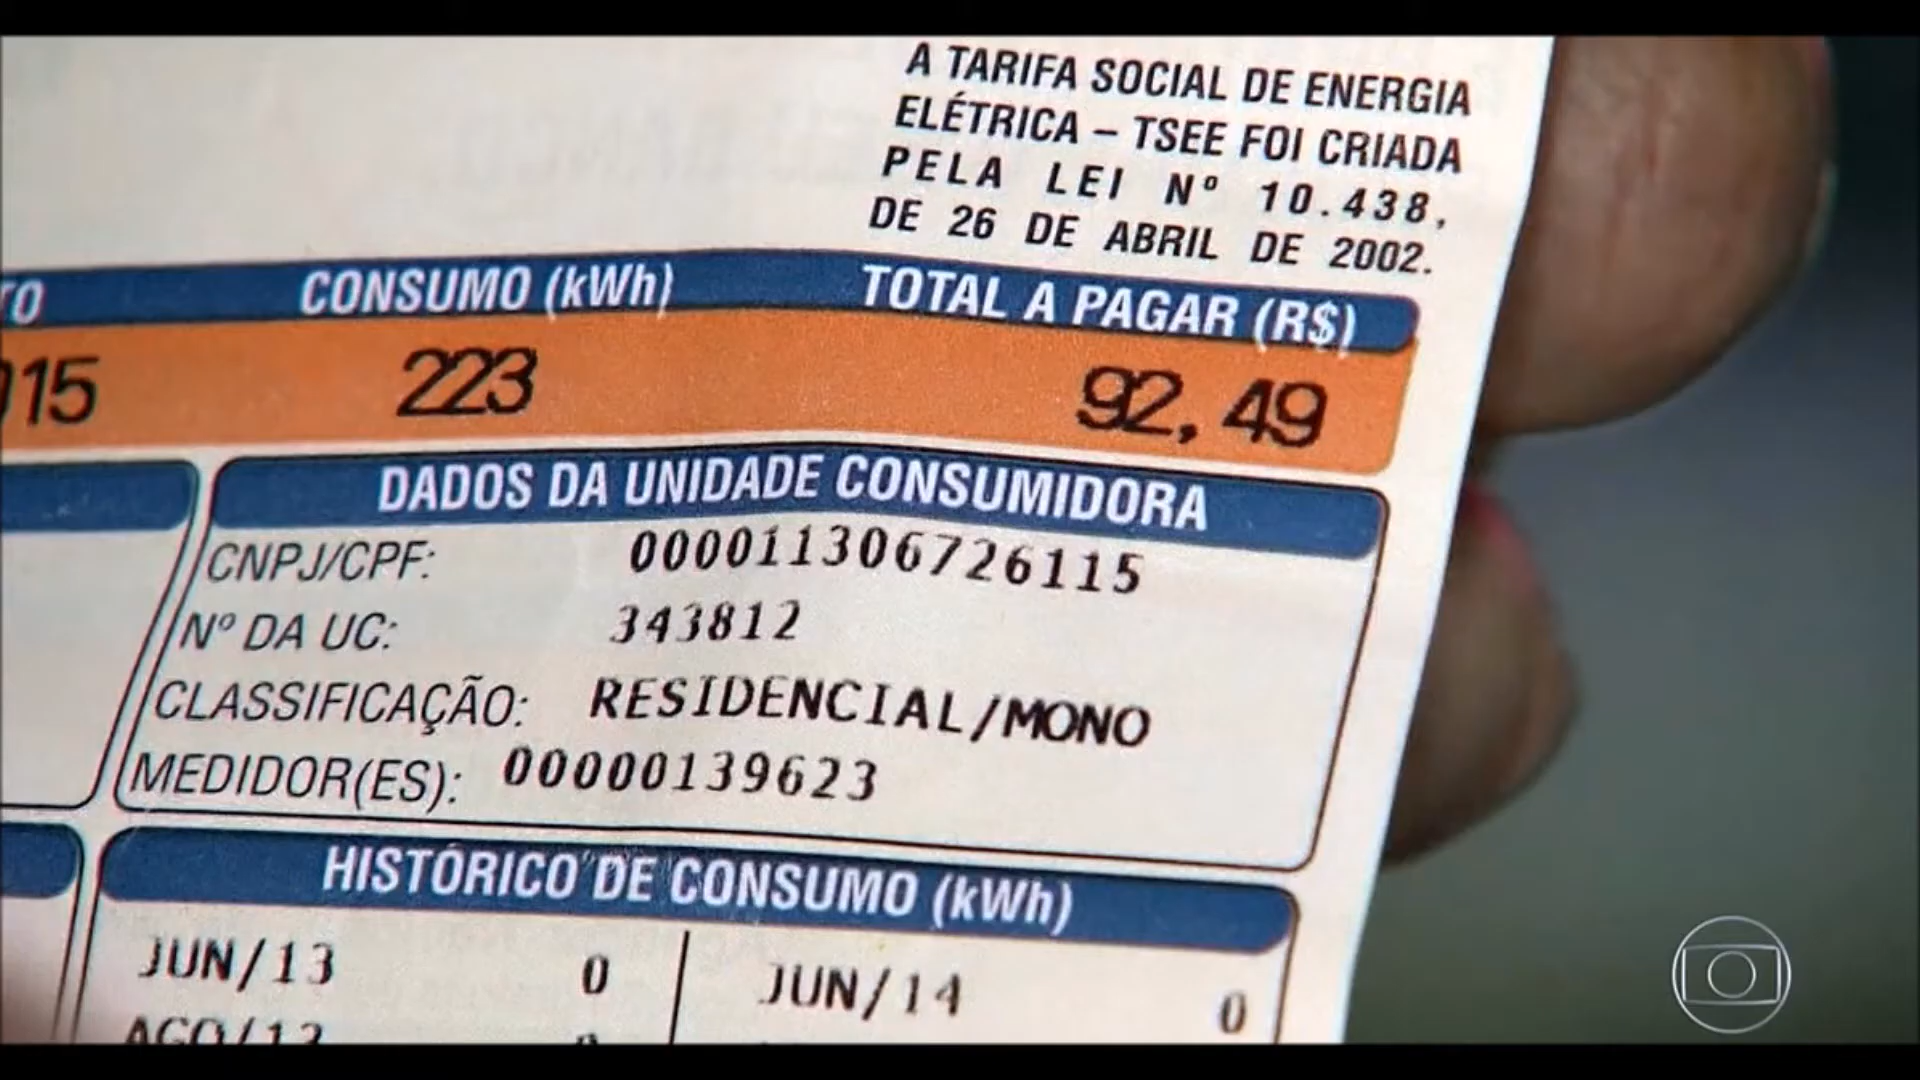 A TARIFA SOCIAL DE ENERGIA
ELÉTRICA – TSEE FOI CRIADA
PELA LEI Nº 10.438,
DE 26 DE ABRIL DE 2002.
TO CONSUMO (kWh) TOTAL A PAGAR (R$)
015 223 92,49
DADOS DA UNIDADE CONSUMIDORA
CNPJ/CPF: 000011306726115
Nº DA UC: 343812
CLASSIFICAÇÃO: RESIDENCIAL/MONO
MEDIDOR(ES): 00000139623
HISTÓRICO DE CONSUMO (kWh)
JUN/13 0 JUN/14 0